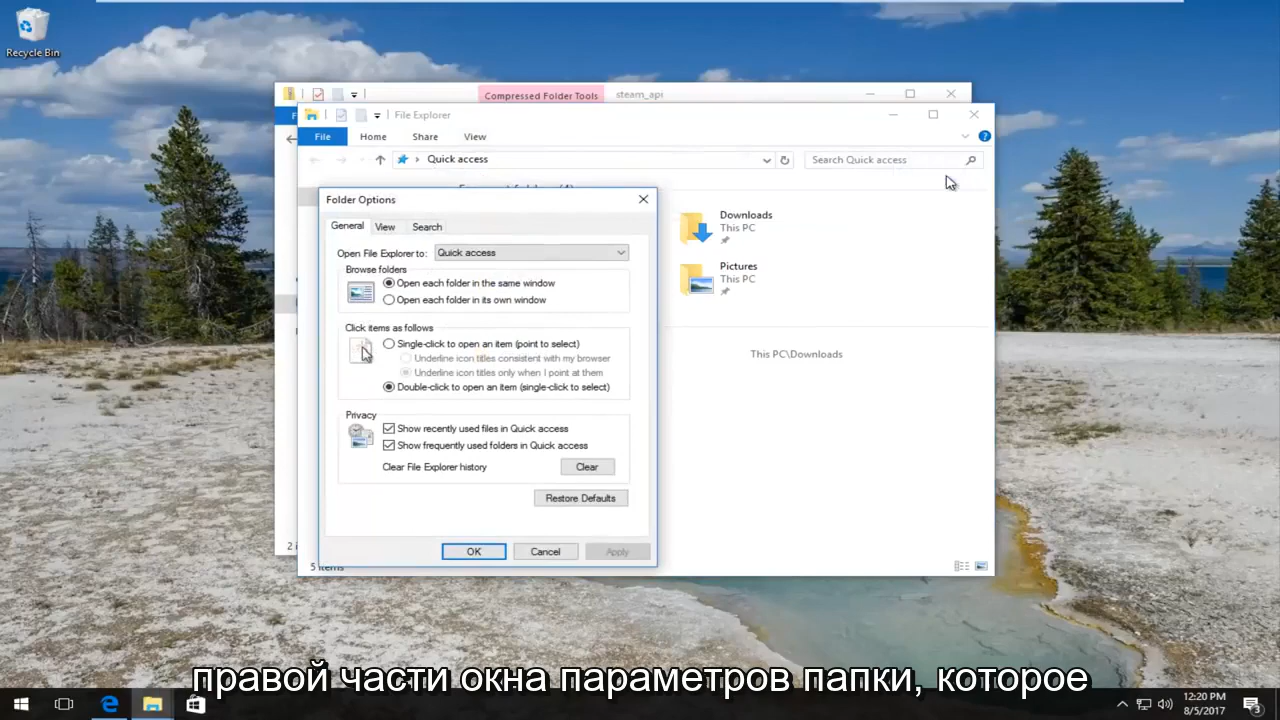 Recycle Bin
Compressed Folder Tools
steam_api
File Explorer
File
Home
Share
View
Quick access
Search Quick access
Folder Options
General
View
Search
Open File Explorer to:
Quick access
Browse folders
Open each folder in the same window
Open each folder in its own window
Click items as follows
Single-click to open an item (point to select)
Underline icon titles consistent with my browser
Underline icon titles only when I point at them
Double-click to open an item (single-click to select)
Privacy
Show recently used files in Quick access
Show frequently used folders in Quick access
Clear File Explorer history
Clear
Restore Defaults
OK
Cancel
Apply
Downloads
This PC
Pictures
This PC
This PC\Downloads
5 items
правой части окна параметров папки, которое
12:20 PM
8/5/2017
3